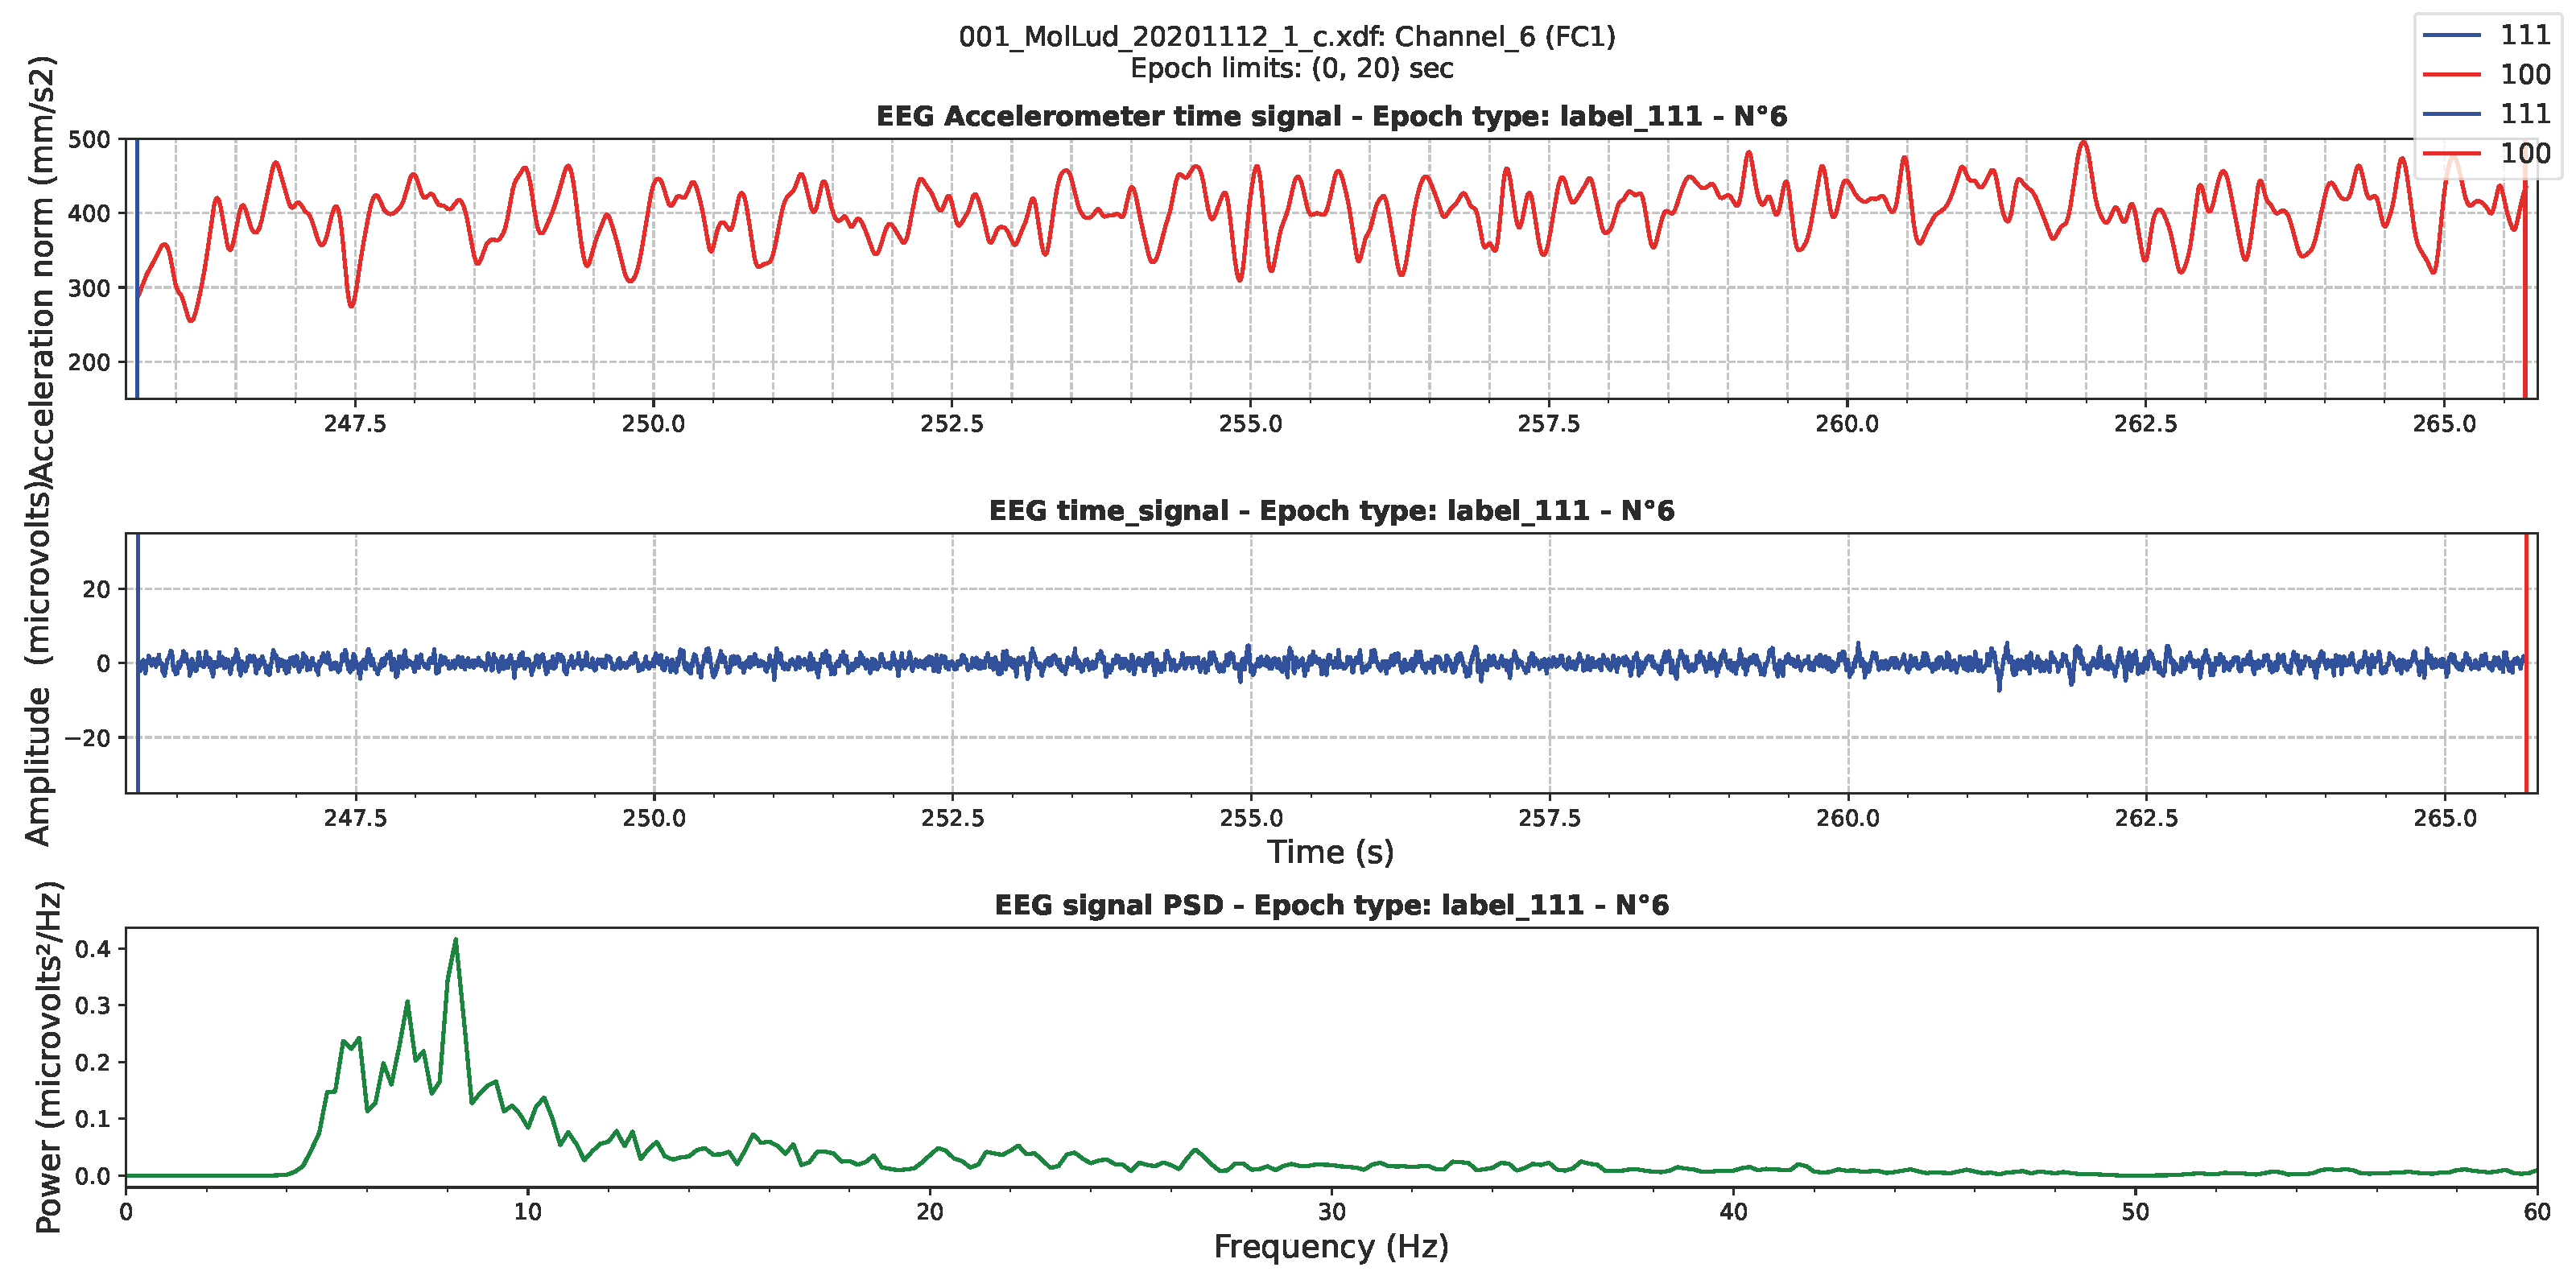 001_MolLud_20201112_1_c.xdf: Channel_6 (FC1)
Epoch limits: (0, 20) sec
111
100
111
100
EEG Accelerometer time signal - Epoch type: label_111 - N°6
Acceleration norm (mm/s2)
500
400
300
200
247.5 250.0 252.5 255.0 257.5 260.0 262.5 265.0
EEG time_signal - Epoch type: label_111 - N°6
Amplitude (microvolts)
20
0
−20
247.5 250.0 252.5 255.0 257.5 260.0 262.5 265.0
Time (s)
EEG signal PSD - Epoch type: label_111 - N°6
Power (microvolts²/Hz)
0.4
0.3
0.2
0.1
0.0
0 10 20 30 40 50 60
Frequency (Hz)